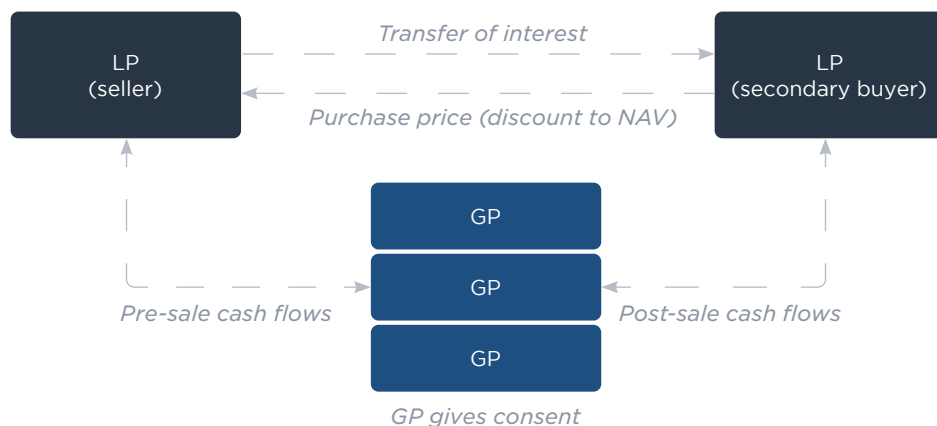 LP
(seller)
Transfer of interest
LP
(secondary buyer)
Purchase price (discount to NAV)
GP
GP
GP
Pre-sale cash flows
Post-sale cash flows
GP gives consent